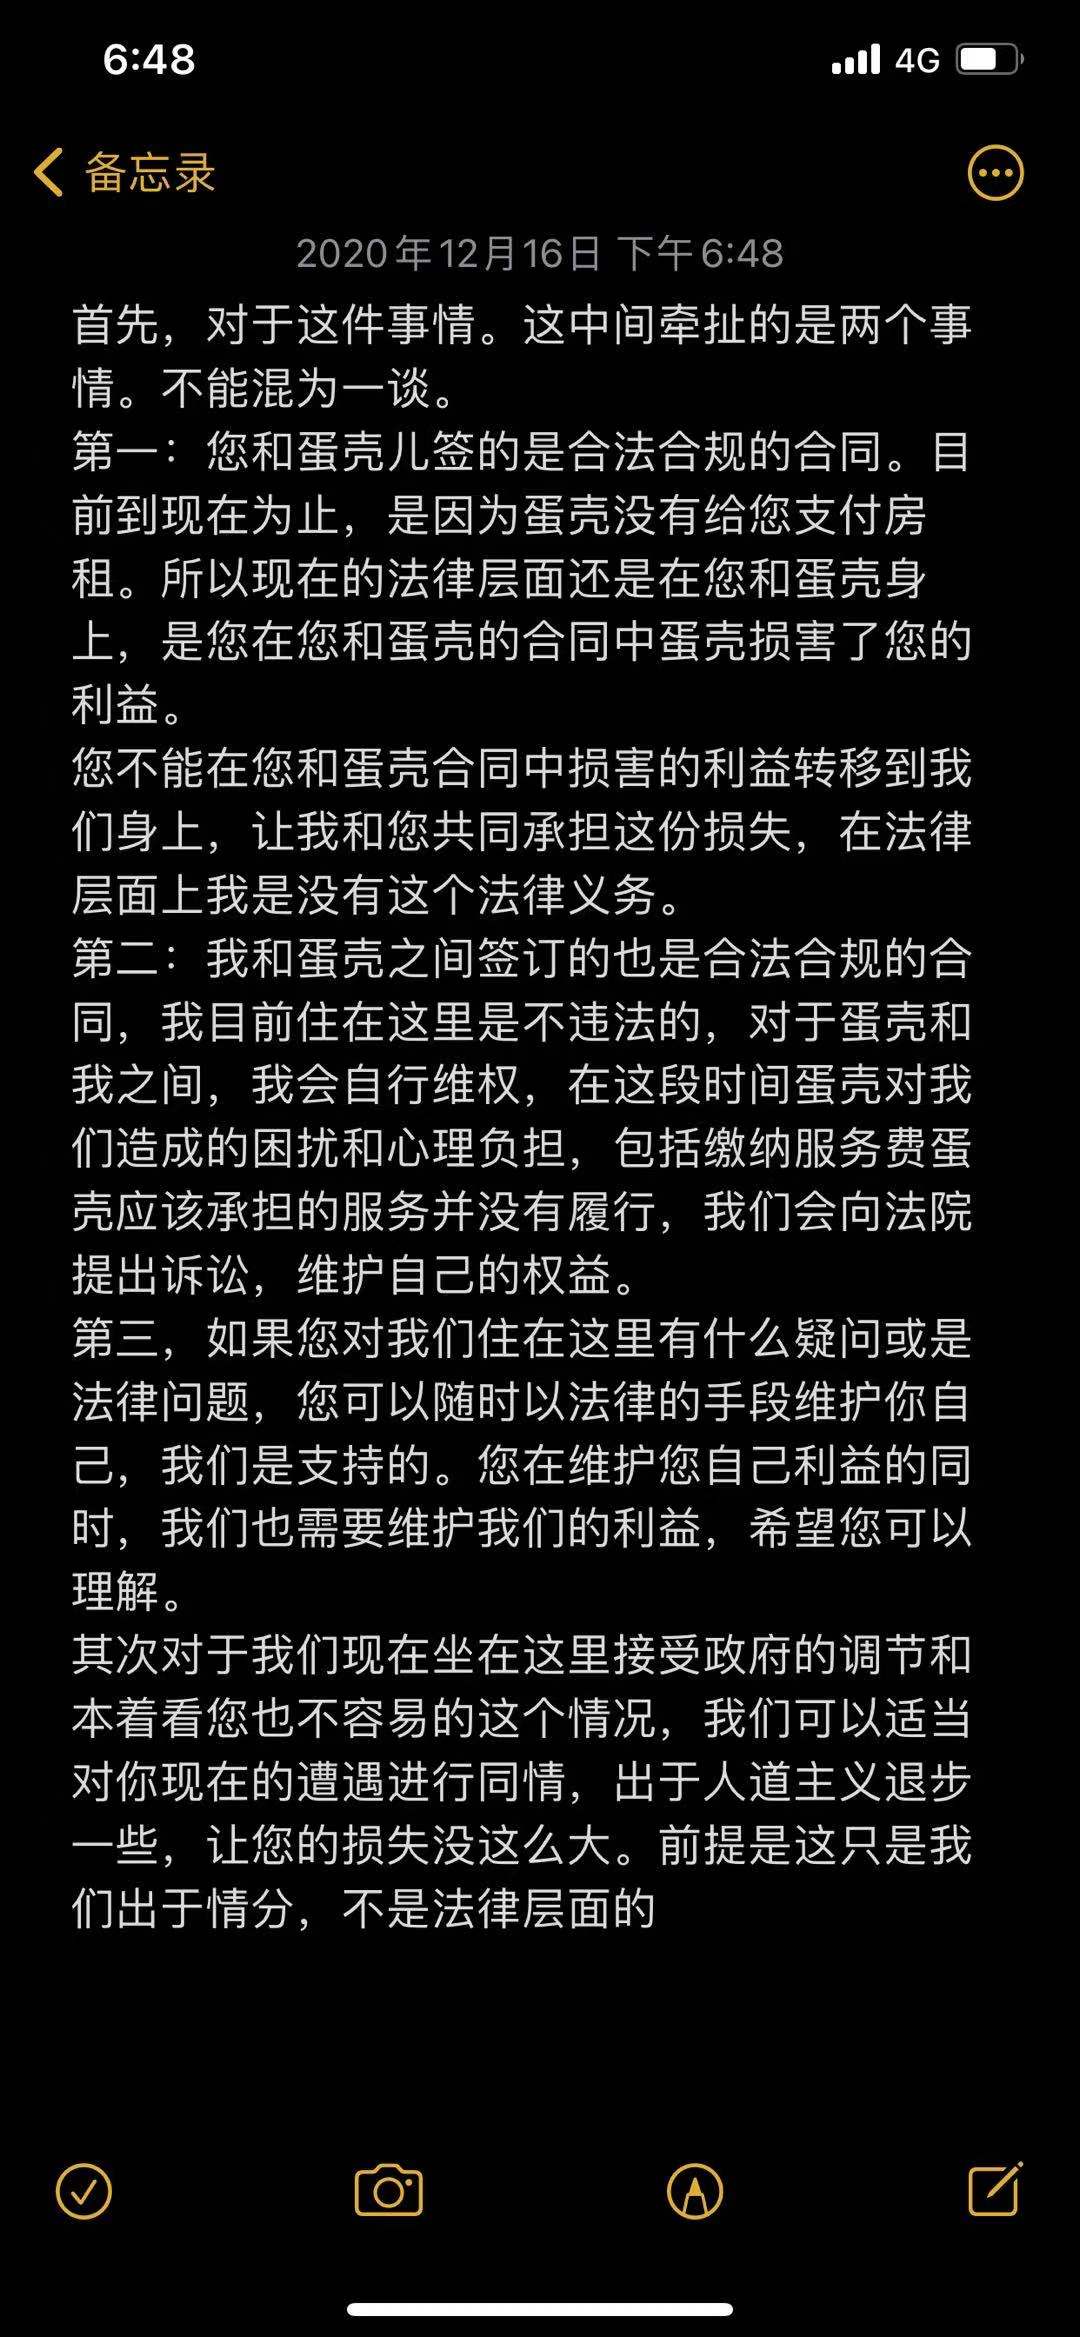 6:48
4G
备忘录
2020年12月16日 下午6:48
首先，对于这件事情。这中间牵扯的是两个事
情。不能混为一谈。
第一：您和蛋壳儿签的是合法合规的合同。目
前到现在为止，是因为蛋壳没有给您支付房
租。所以现在的法律层面还是在您和蛋壳身
上，是您在您和蛋壳的合同中蛋壳损害了您的
利益。
您不能在您和蛋壳合同中损害的利益转移到我
们身上，让我和您共同承担这份损失，在法律
层面上我是没有这个法律义务。
第二：我和蛋壳之间签订的也是合法合规的合
同，我目前住在这里是不违法的，对于蛋壳和
我之间，我会自行维权，在这段时间蛋壳对我
们造成的困扰和心理负担，包括缴纳服务费蛋
壳应该承担的服务并没有履行，我们会向法院
提出诉讼，维护自己的权益。
第三，如果您对我们住在这里有什么疑问或是
法律问题，您可以随时以法律的手段维护你自
己，我们是支持的。您在维护您自己利益的同
时，我们也需要维护我们的利益，希望您可以
理解。
其次对于我们现在坐在这里接受政府的调节和
本着看您也不容易的这个情况，我们可以适当
对你现在的遭遇进行同情，出于人道主义退步
一些，让您的损失没这么大。前提是这只是我
们出于情分，不是法律层面的